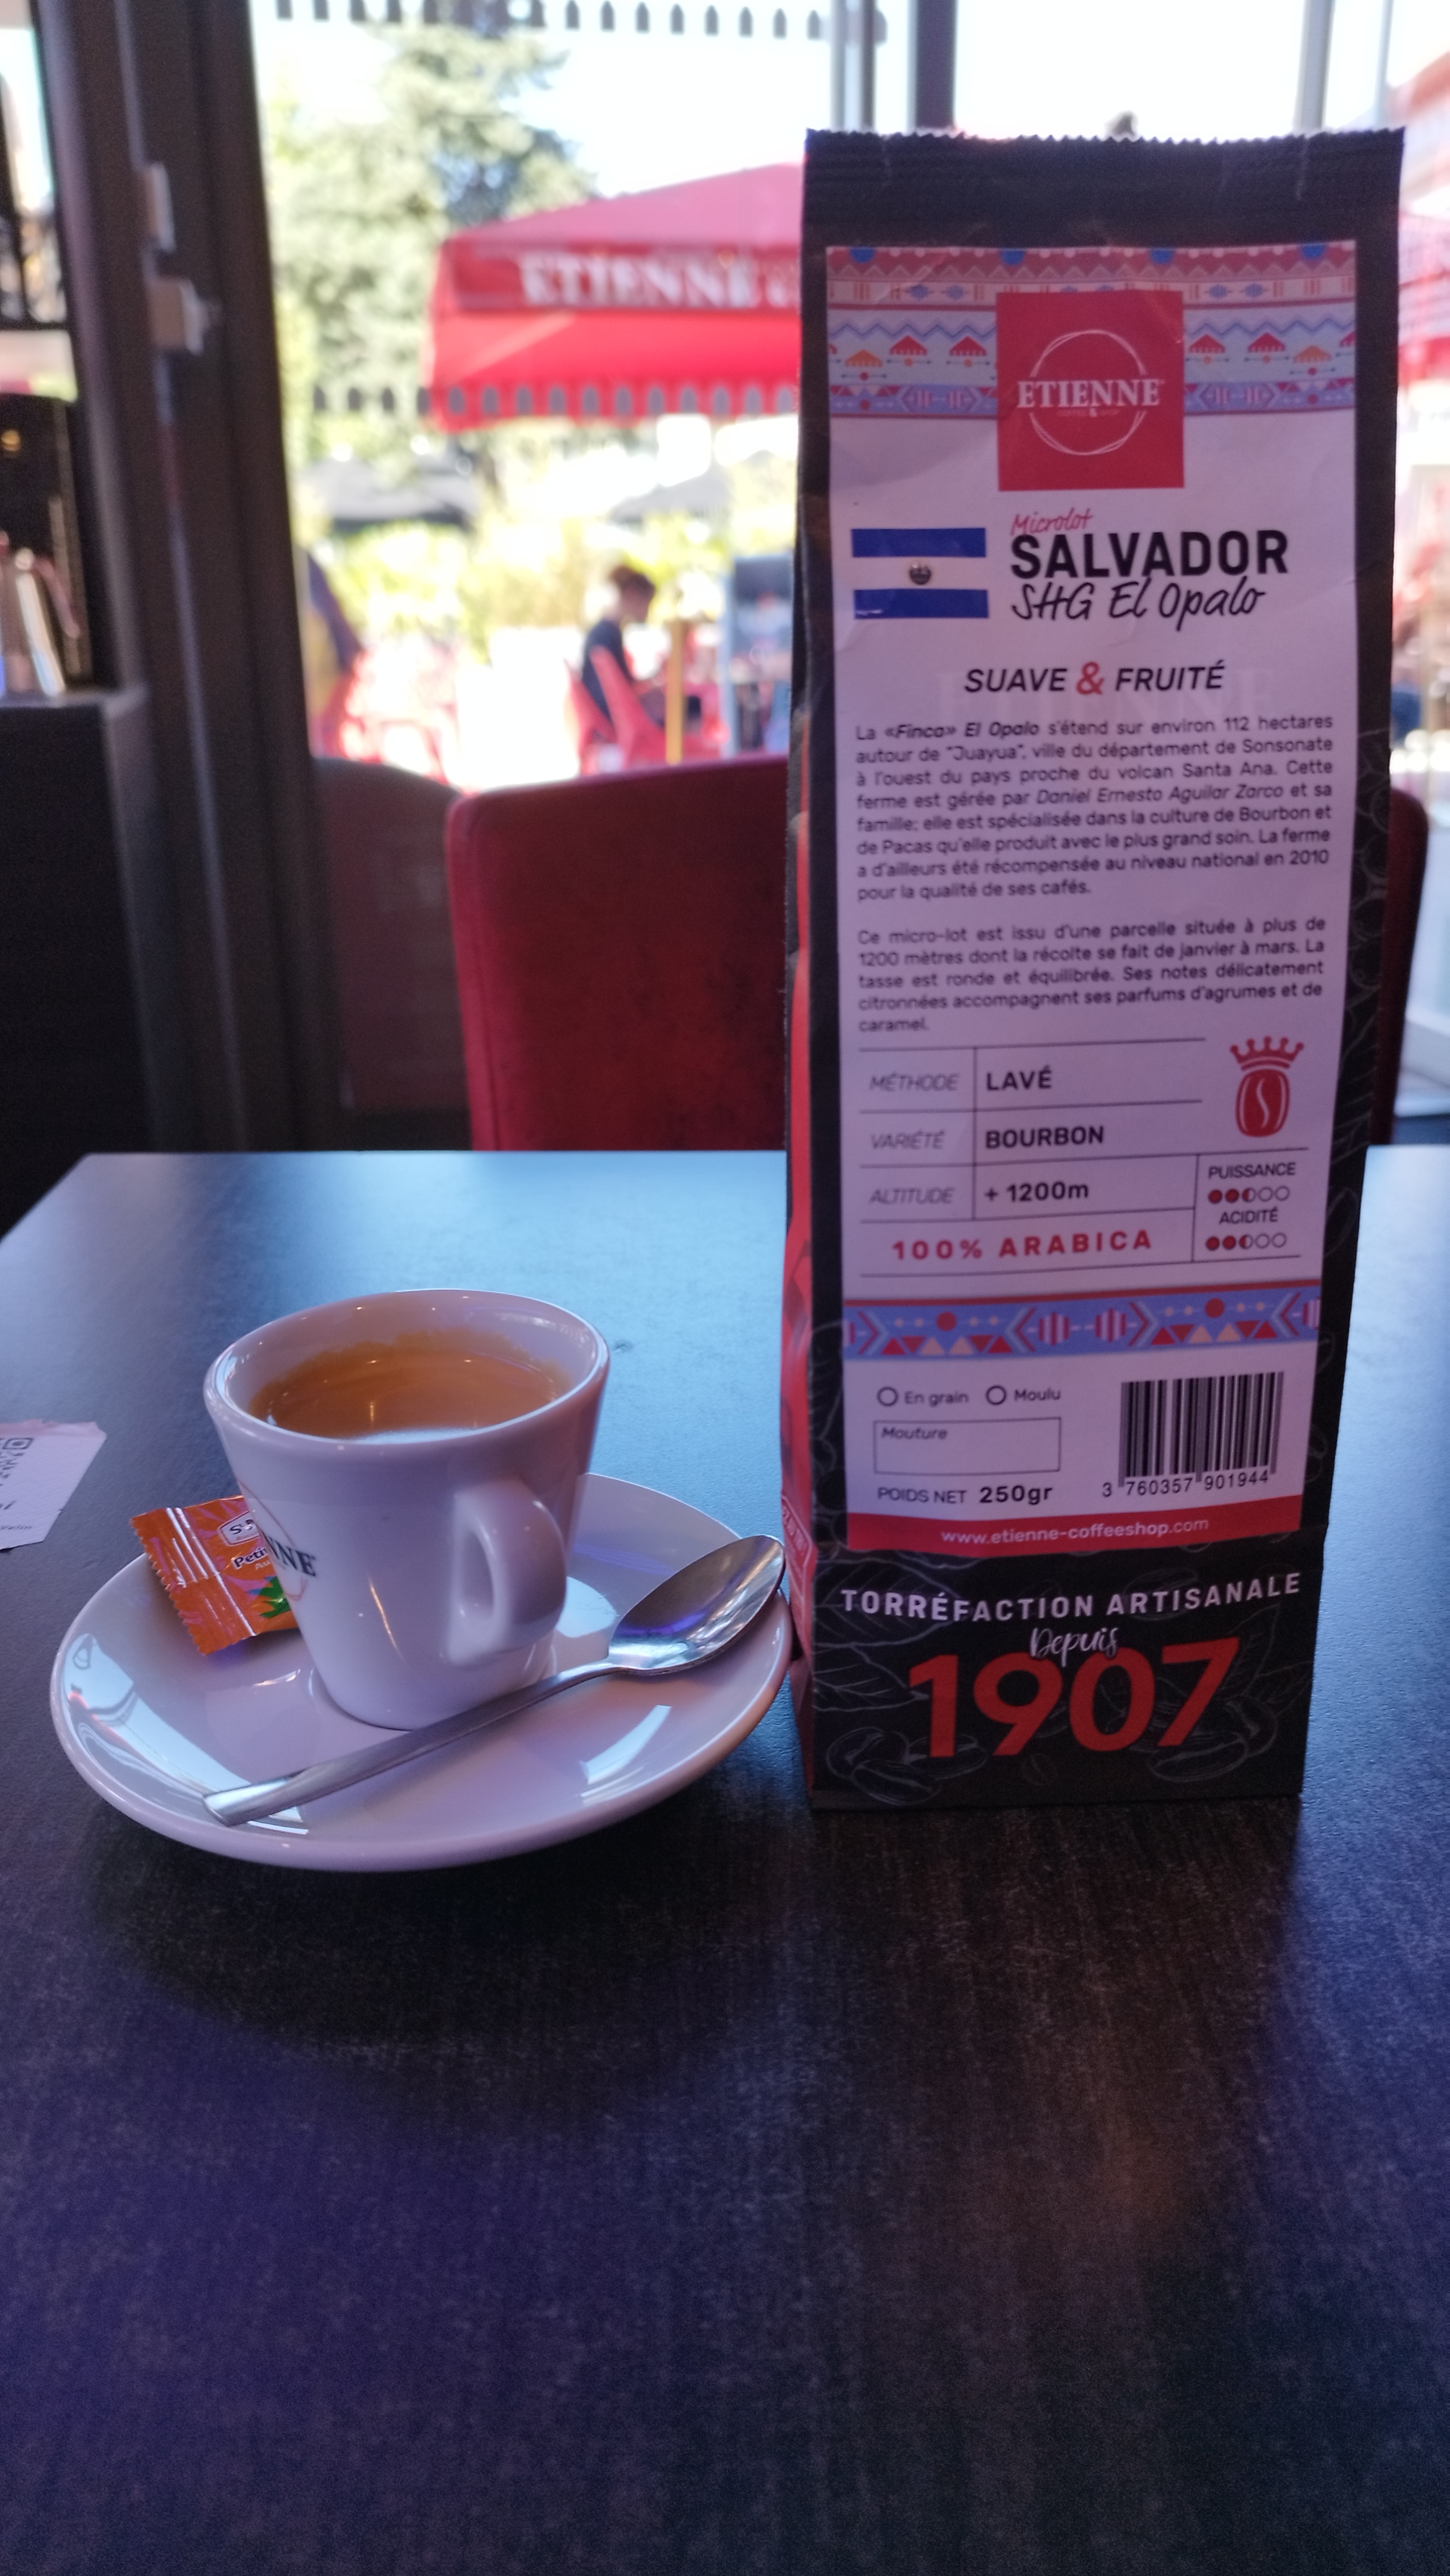 ETIENNE
ETIENNE
COFFEE & SHOP
Microlot
SALVADOR
SHG El Opalo
SUAVE & FRUITÉ
La «Finca» El Opalo s'étend sur environ 112 hectares
autour de "Juayua", ville du département de Sonsonate
à l'ouest du pays proche du volcan Santa Ana. Cette
ferme est gérée par Daniel Ernesto Aguilar Zarco et sa
famille; elle est spécialisée dans la culture de Bourbon et
de Pacas qu'elle produit avec le plus grand soin. La ferme
a d'ailleurs été récompensée au niveau national en 2010
pour la qualité de ses cafés.
Ce micro-lot est issu d'une parcelle située à plus de
1200 mètres dont la récolte se fait de janvier à mars. La
tasse est ronde et équilibrée. Ses notes délicatement
citronnées accompagnent ses parfums d'agrumes et de
caramel.
MÉTHODE LAVÉ
VARIÉTÉ BOURBON
ALTITUDE + 1200m
100% ARABICA
PUISSANCE
ACIDITÉ
En grain Moulu
Mouture
POIDS NET 250gr
3 760357 901944
www.etienne-coffeeshop.com
TORRÉFACTION ARTISANALE
Depuis
1907
NNE